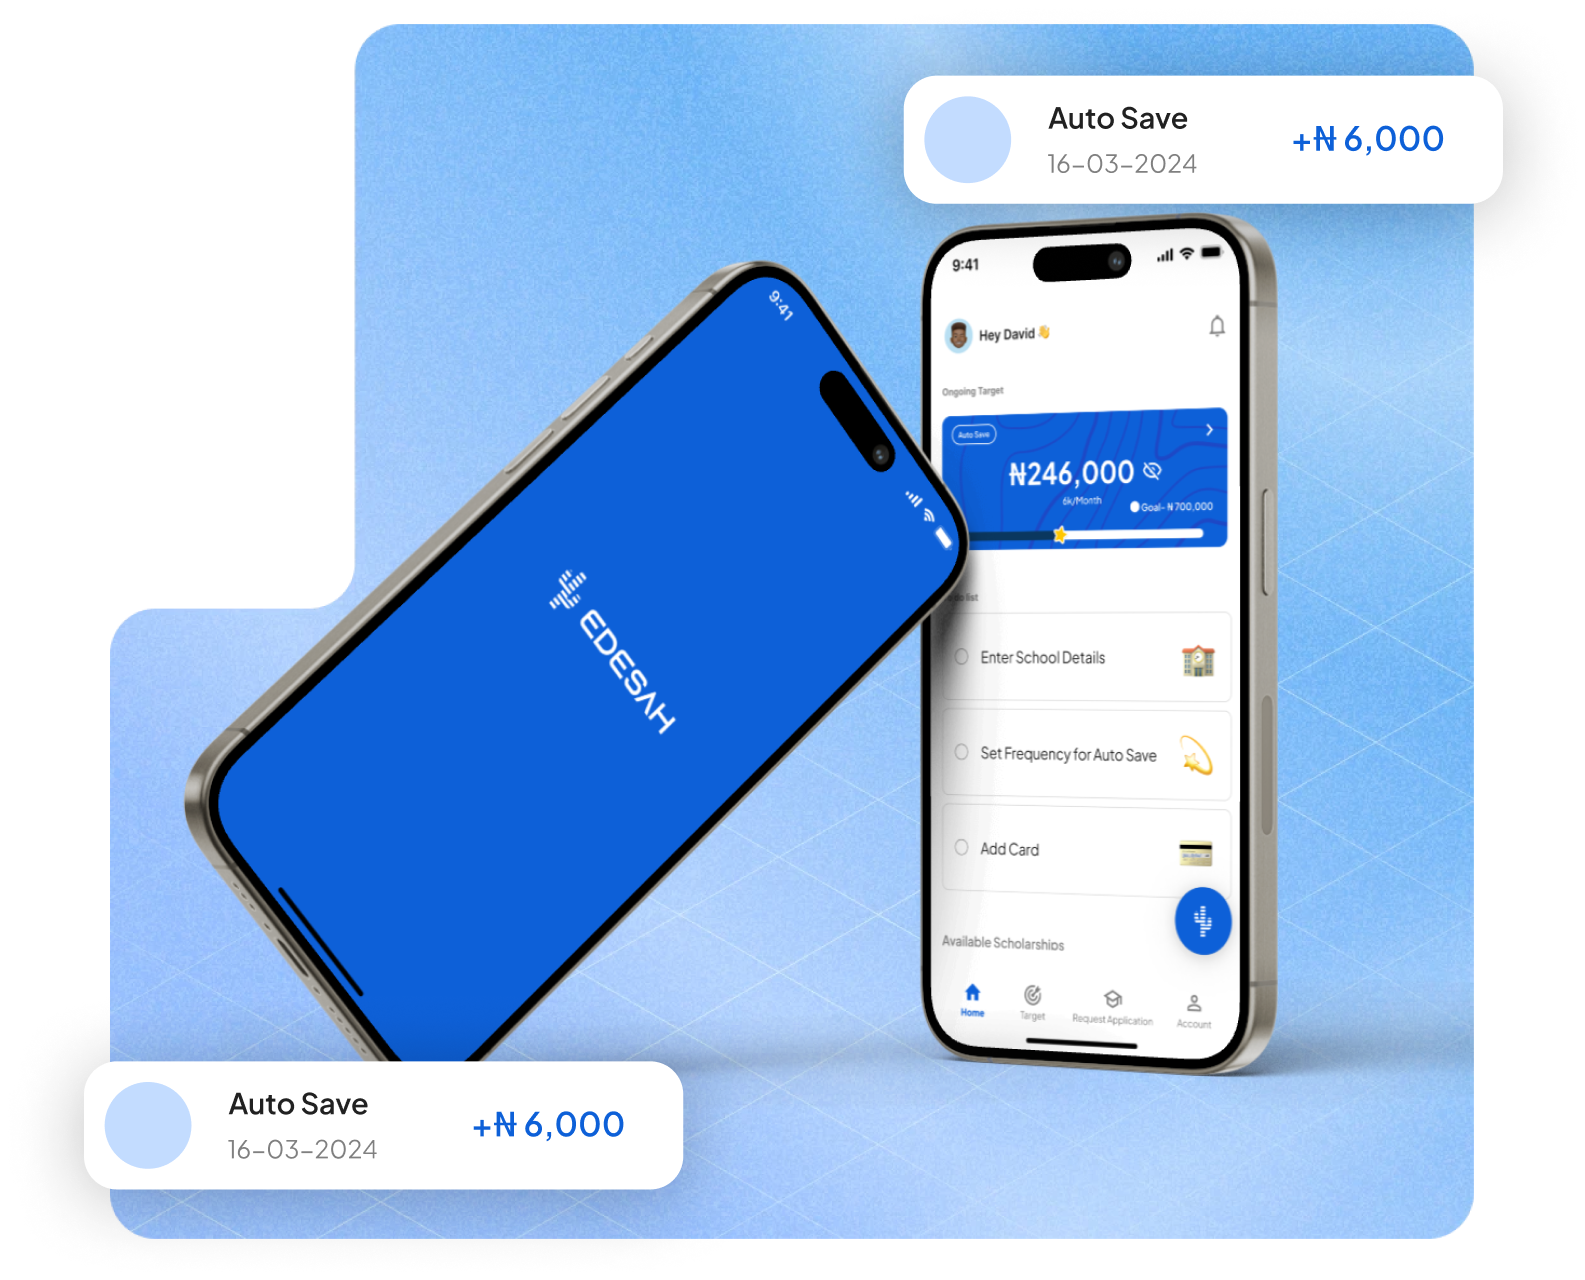 Auto Save
16-03-2024
+₦ 6,000
9:41
EDESAH
9:41
Hey David 👋
Ongoing Target
Auto Save
₦246,000
6k/Month
Goal- ₦ 700,000
list
Enter School Details
Set Frequency for Auto Save
Add Card
Available Scholarships
Home
Target
Request Application
Account
Auto Save
16-03-2024
+₦ 6,000